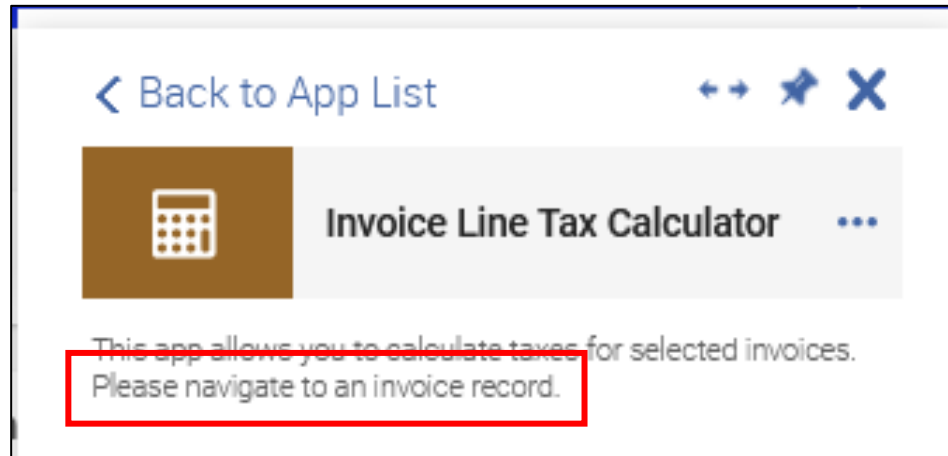 Back to App List
Invoice Line Tax Calculator
This app allows you to calculate taxes for selected invoices.
Please navigate to an invoice record.